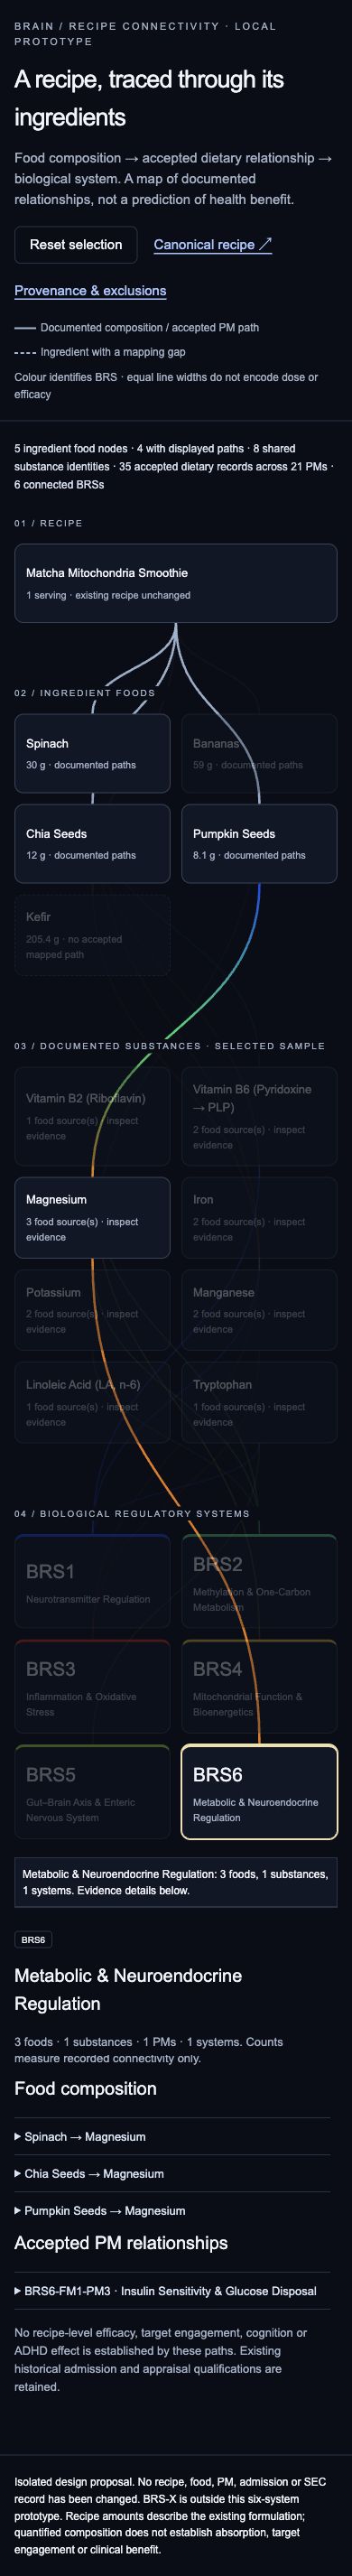 BRAIN / RECIPE CONNECTIVITY · LOCAL
PROTOTYPE
A recipe, traced through its
ingredients
Food composition → accepted dietary relationship →
biological system. A map of documented
relationships, not a prediction of health benefit.
Reset selection
Canonical recipe ↗
Provenance & exclusions
Documented composition / accepted PM path
Ingredient with a mapping gap
Colour identifies BRS · equal line widths do not encode dose or
efficacy
5 ingredient food nodes · 4 with displayed paths · 8 shared
substance identities · 35 accepted dietary records across 21 PMs ·
6 connected BRSs
01 / RECIPE
Matcha Mitochondria Smoothie
1 serving · existing recipe unchanged
02 / INGREDIENT FOODS
Spinach
30 g · documented paths
Bananas
59 g · documented paths
Chia Seeds
12 g · documented paths
Pumpkin Seeds
8.1 g · documented paths
Kefir
205.4 g · no accepted
mapped path
03 / DOCUMENTED SUBSTANCES · SELECTED SAMPLE
Vitamin B2 (Riboflavin)
1 food source(s) · inspect
evidence
Vitamin B6 (Pyridoxine
→ PLP)
2 food source(s) · inspect
evidence
Magnesium
3 food source(s) · inspect
evidence
Iron
2 food source(s) · inspect
evidence
Potassium
2 food source(s) · inspect
evidence
Manganese
2 food source(s) · inspect
evidence
Linoleic Acid (LA, n-6)
1 food source(s) · inspect
evidence
Tryptophan
1 food source(s) · inspect
evidence
04 / BIOLOGICAL REGULATORY SYSTEMS
BRS1
Neurotransmitter Regulation
BRS2
Methylation & One-Carbon
Metabolism
BRS3
Inflammation & Oxidative
Stress
BRS4
Mitochondrial Function &
Bioenergetics
BRS5
Gut–Brain Axis & Enteric
Nervous System
BRS6
Metabolic & Neuroendocrine
Regulation
Metabolic & Neuroendocrine Regulation: 3 foods, 1 substances,
1 systems. Evidence details below.
BRS6
Metabolic & Neuroendocrine
Regulation
3 foods · 1 substances · 1 PMs · 1 systems. Counts
measure recorded connectivity only.
Food composition
▶ Spinach → Magnesium
▶ Chia Seeds → Magnesium
▶ Pumpkin Seeds → Magnesium
Accepted PM relationships
▶ BRS6-FM1-PM3 · Insulin Sensitivity & Glucose Disposal
No recipe-level efficacy, target engagement, cognition or
ADHD effect is established by these paths. Existing
historical admission and appraisal qualifications are
retained.
Isolated design proposal. No recipe, food, PM, admission or SEC
record has been changed. BRS-X is outside this six-system
prototype. Recipe amounts describe the existing formulation;
quantified composition does not establish absorption, target
engagement or clinical benefit.